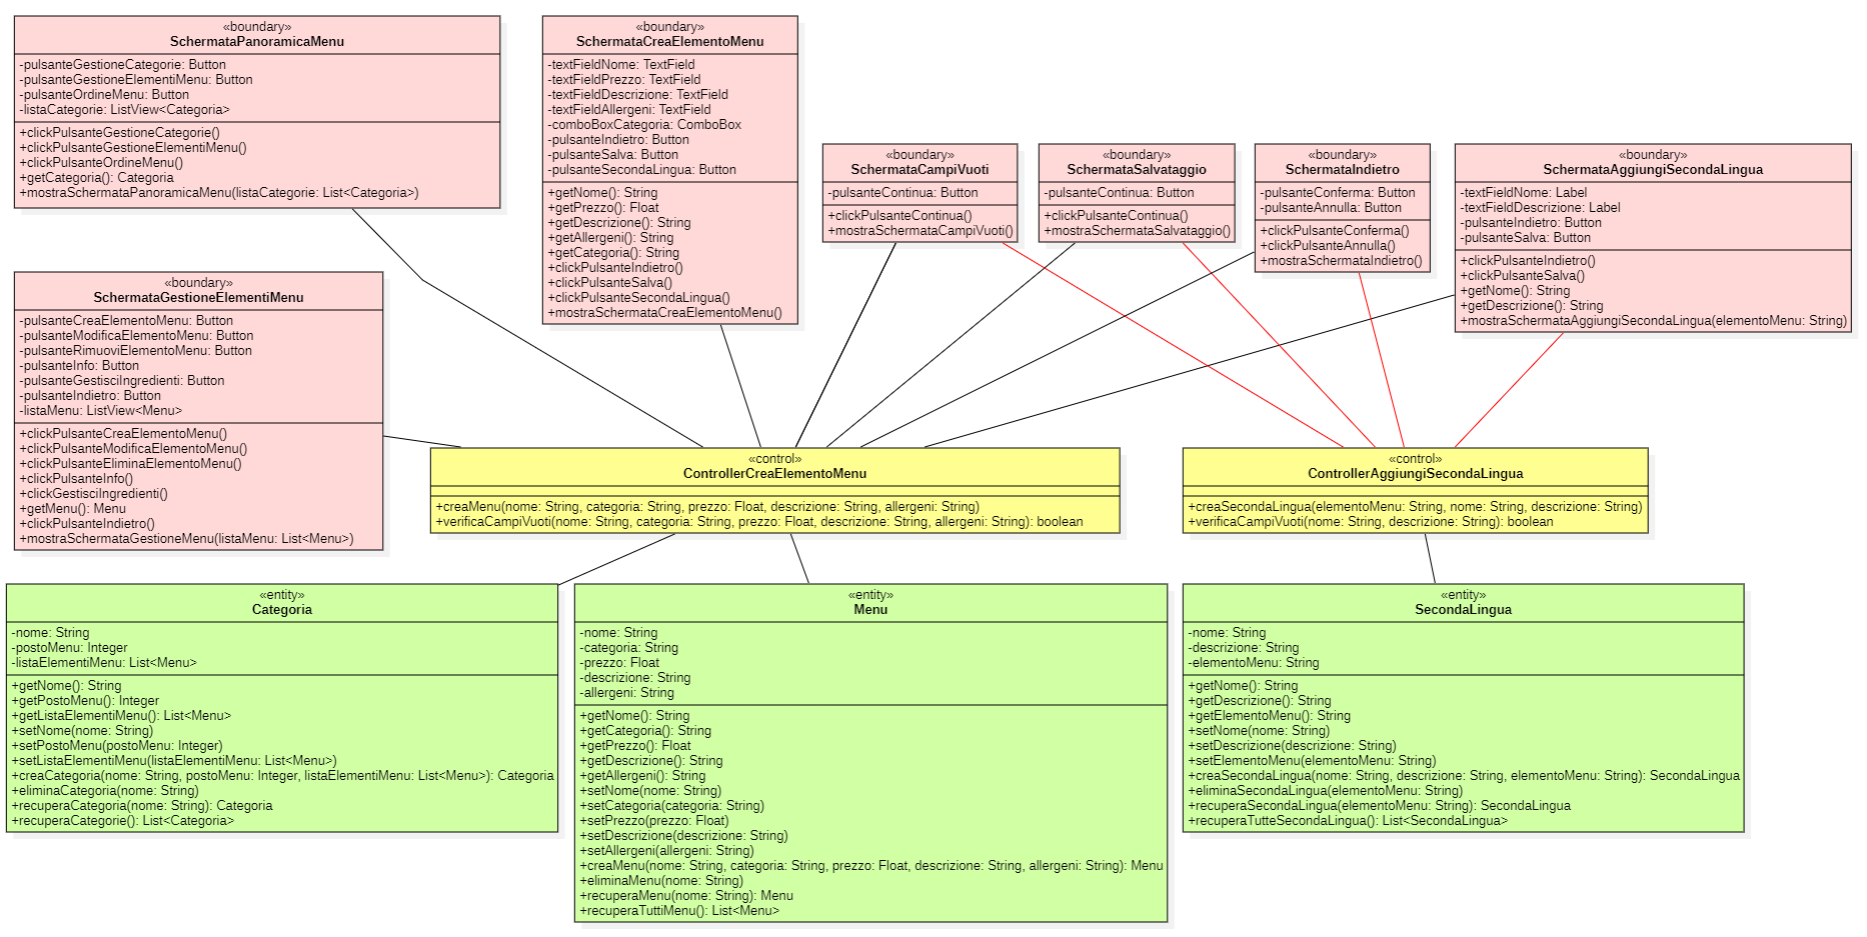 «boundary»
SchermataPanoramicaMenu
-pulsanteGestioneCategorie: Button
-pulsanteGestioneElementiMenu: Button
-pulsanteOrdineMenu: Button
-listaCategorie: ListView<Categoria>
+clickPulsanteGestioneCategorie()
+clickPulsanteGestioneElementiMenu()
+clickPulsanteOrdineMenu()
+getCategoria(): Categoria
+mostraSchermataPanoramicaMenu(listaCategorie: List<Categoria>)
«boundary»
SchermataCreaElementoMenu
-textFieldNome: TextField
-textFieldPrezzo: TextField
-textFieldDescrizione: TextField
-textFieldAllergeni: TextField
-comboBoxCategoria: ComboBox
-pulsanteIndietro: Button
-pulsanteSalva: Button
-pulsanteSecondaLingua: Button
+getNome(): String
+getPrezzo(): Float
+getDescrizione(): String
+getAllergeni(): String
+getCategoria(): String
+clickPulsanteIndietro()
+clickPulsanteSalva()
+clickPulsanteSecondaLingua()
+mostraSchermataCreaElementoMenu()
«boundary»
SchermataCampiVuoti
-pulsanteContinua: Button
+clickPulsanteContinua()
+mostraSchermataCampiVuoti()
«boundary»
SchermataSalvataggio
-pulsanteContinua: Button
+clickPulsanteContinua()
+mostraSchermataSalvataggio()
«boundary»
SchermataIndietro
-pulsanteConferma: Button
-pulsanteAnnulla: Button
+clickPulsanteConferma()
+clickPulsanteAnnulla()
+mostraSchermataIndietro()
«boundary»
SchermataAggiungiSecondaLingua
-textFieldNome: Label
-textFieldDescrizione: Label
-pulsanteIndietro: Button
-pulsanteSalva: Button
+clickPulsanteIndietro()
+clickPulsanteSalva()
+getNome(): String
+getDescrizione(): String
+mostraSchermataAggiungiSecondaLingua(elementoMenu: String)
«boundary»
SchermataGestioneElementiMenu
-pulsanteCreaElementoMenu: Button
-pulsanteModificaElementoMenu: Button
-pulsanteRimuoviElementoMenu: Button
-pulsanteInfo: Button
-pulsanteGestisciIngredienti: Button
-pulsanteIndietro: Button
-listaMenu: ListView<Menu>
+clickPulsanteCreaElementoMenu()
+clickPulsanteModificaElementoMenu()
+clickPulsanteEliminaElementoMenu()
+clickPulsanteInfo()
+clickGestisciIngredienti()
+getMenu(): Menu
+clickPulsanteIndietro()
+mostraSchermataGestioneMenu(listaMenu: List<Menu>)
«control»
ControllerCreaElementoMenu
+creaMenu(nome: String, categoria: String, prezzo: Float, descrizione: String, allergeni: String)
+verificaCampiVuoti(nome: String, categoria: String, prezzo: Float, descrizione: String, allergeni: String): boolean
«control»
ControllerAggiungiSecondaLingua
+creaSecondaLingua(elementoMenu: String, nome: String, descrizione: String)
+verificaCampiVuoti(nome: String, descrizione: String): boolean
«entity»
Categoria
-nome: String
-postoMenu: Integer
-listaElementiMenu: List<Menu>
+getNome(): String
+getPostoMenu(): Integer
+getListaElementiMenu(): List<Menu>
+setNome(nome: String)
+setPostoMenu(postoMenu: Integer)
+setListaElementiMenu(listaElementiMenu: List<Menu>)
+creaCategoria(nome: String, postoMenu: Integer, listaElementiMenu: List<Menu>): Categoria
+eliminaCategoria(nome: String)
+recuperaCategoria(nome: String): Categoria
+recuperaCategorie(): List<Categoria>
«entity»
Menu
-nome: String
-categoria: String
-prezzo: Float
-descrizione: String
-allergeni: String
+getNome(): String
+getCategoria(): String
+getPrezzo(): Float
+getDescrizione(): String
+getAllergeni(): String
+setNome(nome: String)
+setCategoria(categoria: String)
+setPrezzo(prezzo: Float)
+setDescrizione(descrizione: String)
+setAllergeni(allergeni: String)
+creaMenu(nome: String, categoria: String, prezzo: Float, descrizione: String, allergeni: String): Menu
+eliminaMenu(nome: String)
+recuperaMenu(nome: String): Menu
+recuperaTuttiMenu(): List<Menu>
«entity»
SecondaLingua
-nome: String
-descrizione: String
-elementoMenu: String
+getNome(): String
+getDescrizione(): String
+getElementoMenu(): String
+setNome(nome: String)
+setDescrizione(descrizione: String)
+setElementoMenu(elementoMenu: String)
+creaSecondaLingua(nome: String, descrizione: String, elementoMenu: String): SecondaLingua
+eliminaSecondaLingua(elementoMenu: String)
+recuperaSecondaLingua(elementoMenu: String): SecondaLingua
+recuperaTutteSecondaLingua(): List<SecondaLingua>